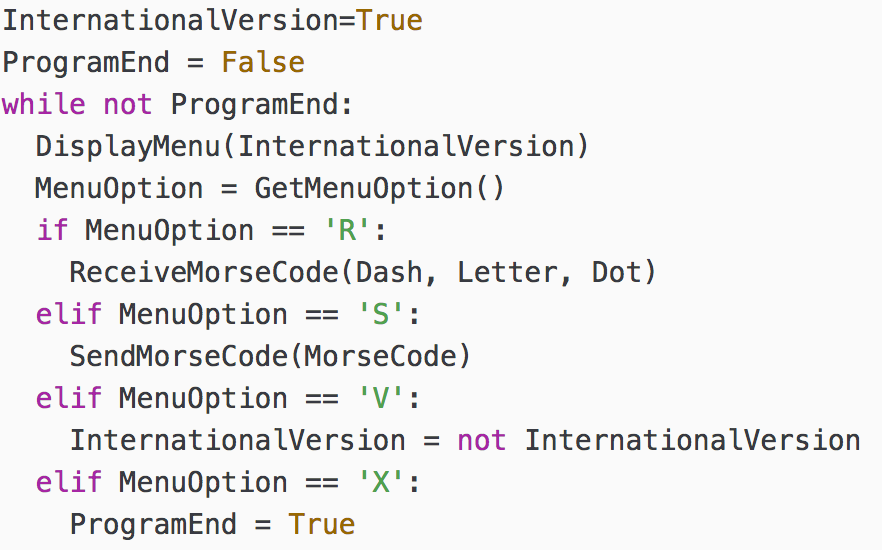 InternationalVersion=True
ProgramEnd = False
while not ProgramEnd:
  DisplayMenu(InternationalVersion)
  MenuOption = GetMenuOption()
  if MenuOption == 'R':
    ReceiveMorseCode(Dash, Letter, Dot)
  elif MenuOption == 'S':
    SendMorseCode(MorseCode)
  elif MenuOption == 'V':
    InternationalVersion = not InternationalVersion
  elif MenuOption == 'X':
    ProgramEnd = True